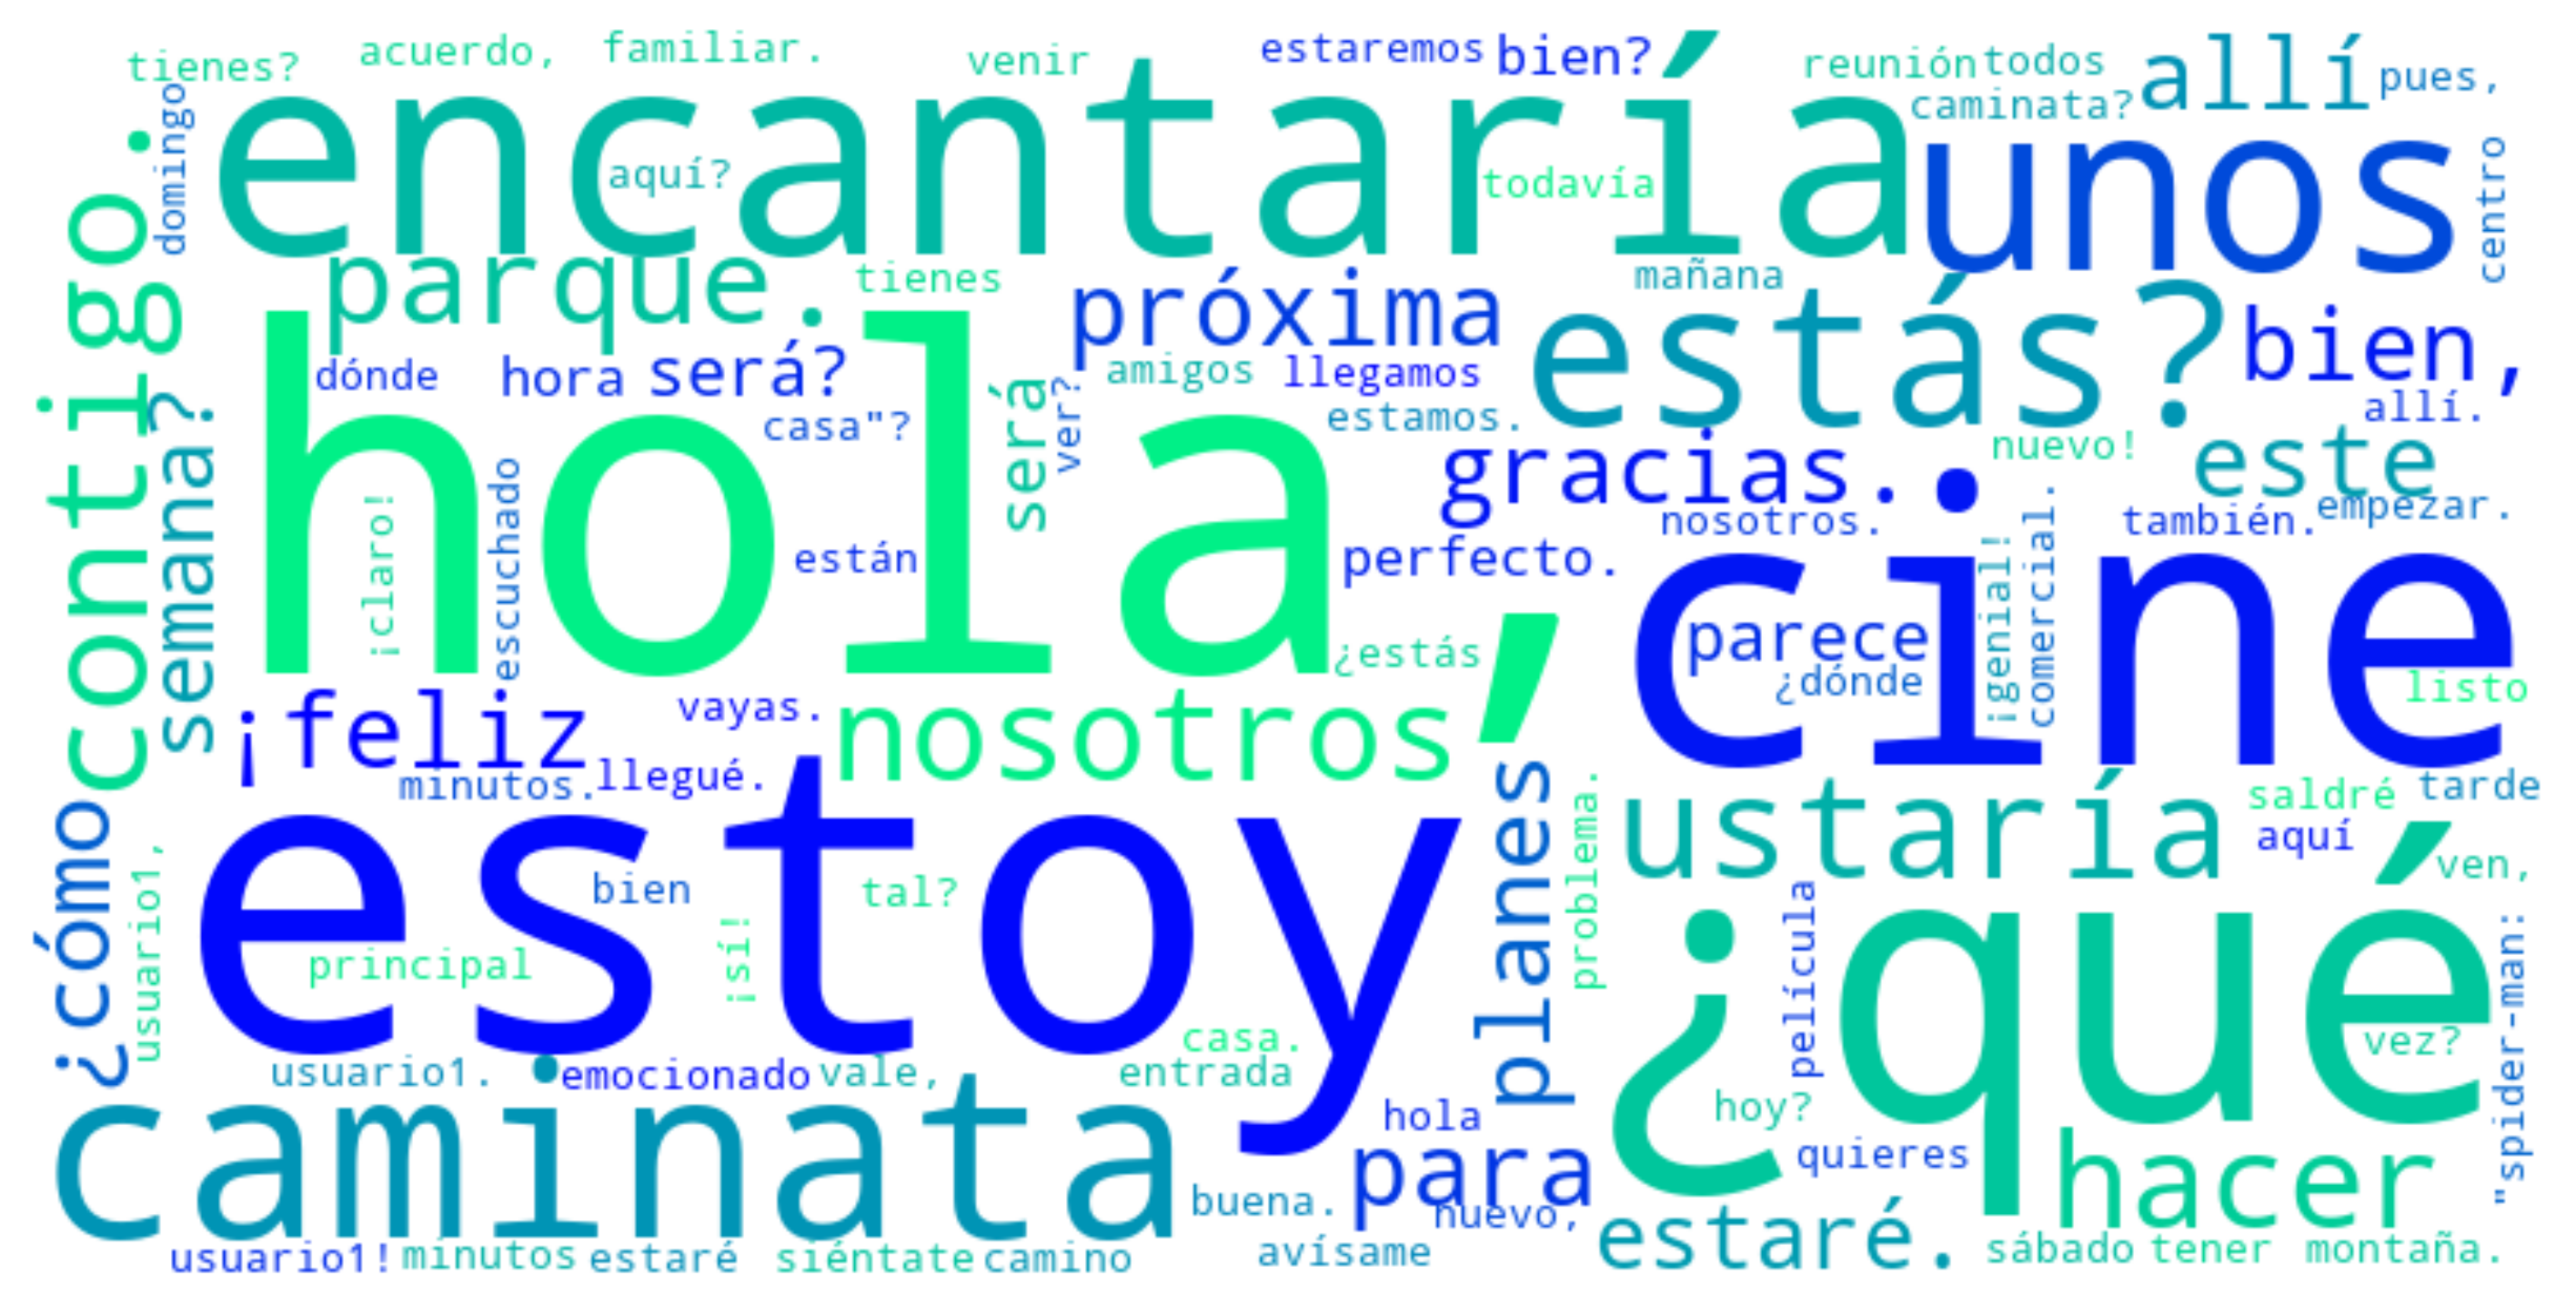 tienes?
acuerdo,
familiar.
venir
estaremos
bien?
reunión
todos
allí
pues,
caminata?
domingo
encantaría
aquí?
todavía
unos
centro
contigo.
parque.
tienes
próxima
mañana
estás?
bien,
dónde
hora
será?
amigos
llegamos
allí.
semana?
hola,
casa"?
será
ver?
estamos.
gracias.
nuevo!
este
empezar.
¡claro!
escuchado
están
perfecto.
nosotros.
también.
cine
¡genial!
comercial.
parece
¿estás
¿dónde
listo
¡feliz
vayas.
nosotros
minutos.
llegué.
planes
problema.
ustaría
saldré
tarde
aquí
ven,
¿cómo
usuario1,
estoy
bien
tal?
¡sí!
principal
película
¿qué
vez?
"spider-man:
casa.
usuario1.
emocionado
vale,
entrada
hoy?
hola
quieres
caminata
buena.
para
nuevo,
hacer
usuario1!
minutos
estaré
siéntate
camino
avísame
estaré.
sábado
tener
montaña.